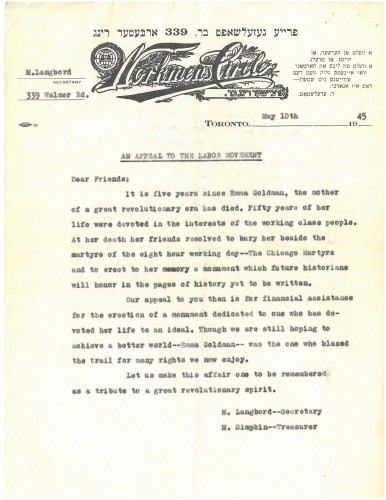 פרייע געזעלשאפט בר. 339 ארבעטער רינג
M.Langbord
SECRETARY
339 Walmer Rd.
Workmen's Circle
TORONTO, May 10th 1945
AN APPEAL TO THE LABOR MOVEMENT
Dear Friends:
It is five years since Emma Goldman, the mother
of a great revolutionary era has died. Fifty years of her
life were devoted in the interests of the working class people.
At her death her friends resolved to bury her beside the
martyrs of the eight hour working day--The Chicago Martyrs
and to erect to her memory a monument which future historians
will honor in the pages of history yet to be written.
Our appeal to you then is for financial assistance
for the erection of a monument dedicated to one who has de-
voted her life to an ideal. Though we are still hoping to
achieve a better world--Emma Goldman--was the one who blazed
the trail for many rights we now enjoy.
Let us make this affair one to be remembered
as a tribute to a great revolutionary spirit.
M. Langbord--Secretary
M. Simpkin--Treasurer